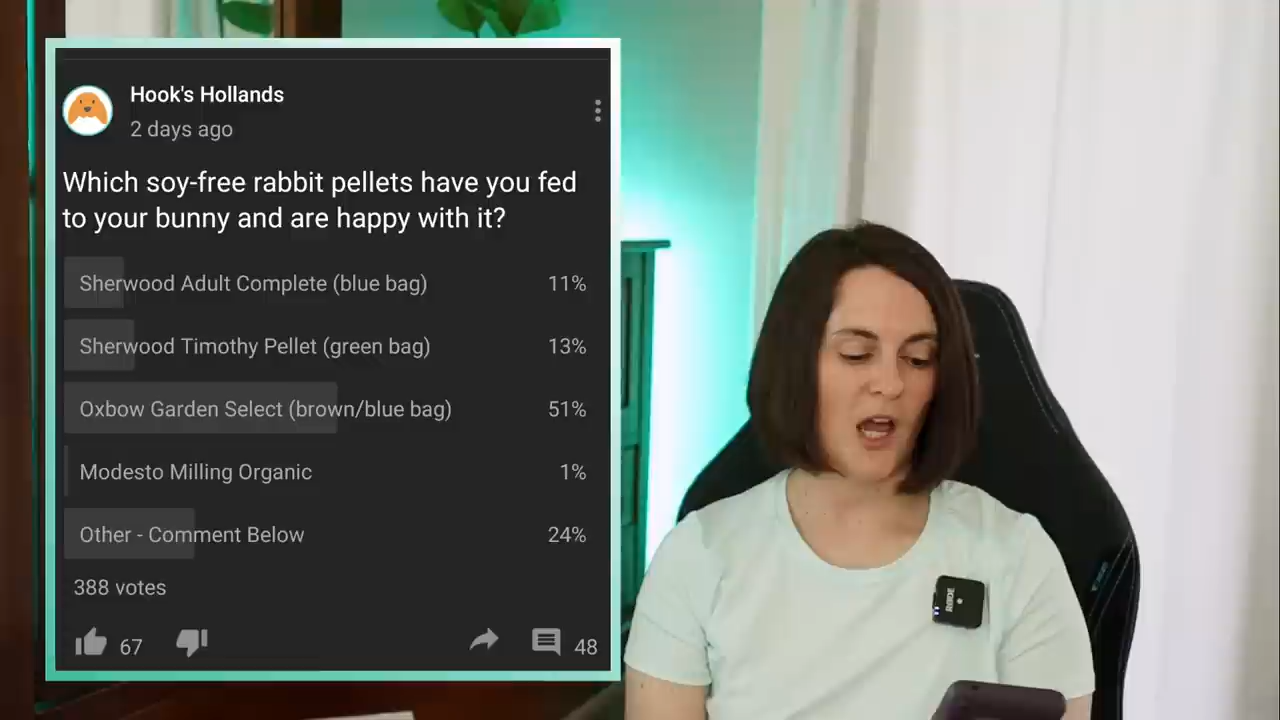 Hook's Hollands
2 days ago
Which soy-free rabbit pellets have you fed
to your bunny and are happy with it?
Sherwood Adult Complete (blue bag) 11%
Sherwood Timothy Pellet (green bag) 13%
Oxbow Garden Select (brown/blue bag) 51%
Modesto Milling Organic 1%
Other - Comment Below 24%
388 votes
67 48
RØDE